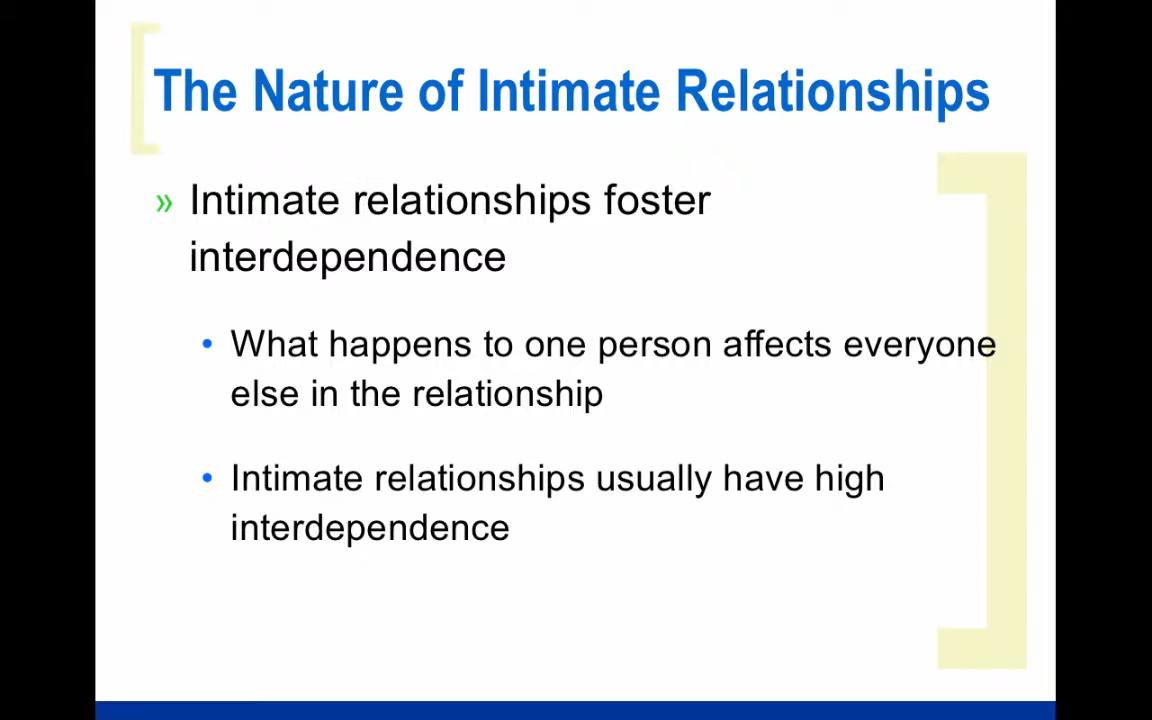 The Nature of Intimate Relationships
» Intimate relationships foster
interdependence
• What happens to one person affects everyone
else in the relationship
• Intimate relationships usually have high
interdependence